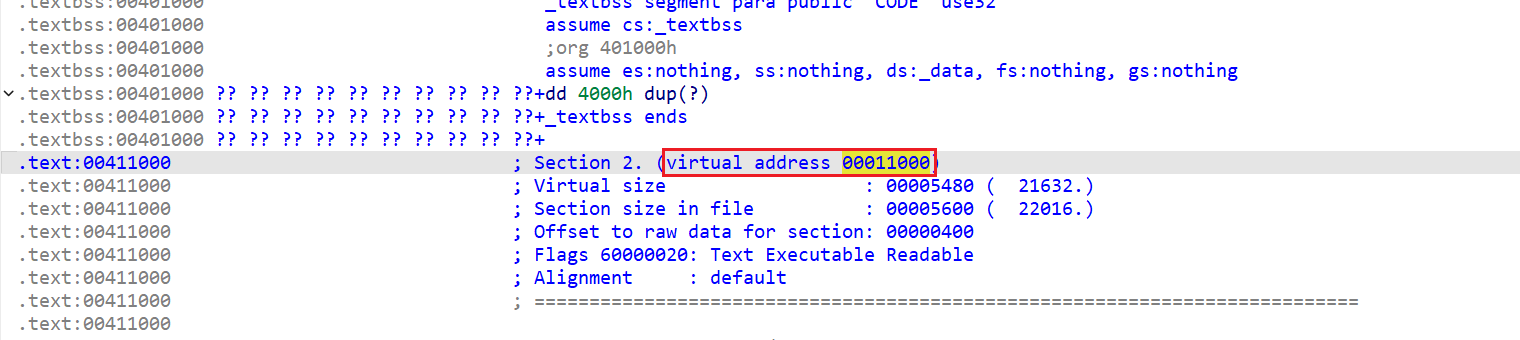 .textbss:00401000 _textbss segment para public 'CODE' use32
.textbss:00401000 assume cs:_textbss
.textbss:00401000 ;org 401000h
.textbss:00401000 assume es:nothing, ss:nothing, ds:_data, fs:nothing, gs:nothing
.textbss:00401000 ?? ?? ?? ?? ?? ?? ?? ?? ?? ??+dd 4000h dup(?)
.textbss:00401000 ?? ?? ?? ?? ?? ?? ?? ?? ?? ??+_textbss ends
.textbss:00401000 ?? ?? ?? ?? ?? ?? ?? ?? ?? ??+
.text:00411000 ; Section 2. (virtual address 00011000)
.text:00411000 ; Virtual size : 00005480 ( 21632.)
.text:00411000 ; Section size in file : 00005600 ( 22016.)
.text:00411000 ; Offset to raw data for section: 00000400
.text:00411000 ; Flags 60000020: Text Executable Readable
.text:00411000 ; Alignment : default
.text:00411000 ; ===========================================================================
.text:00411000